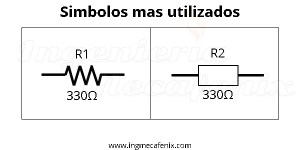 Simbolos mas utilizados
R1
330Ω
R2
330Ω
www.ingmecafenix.com